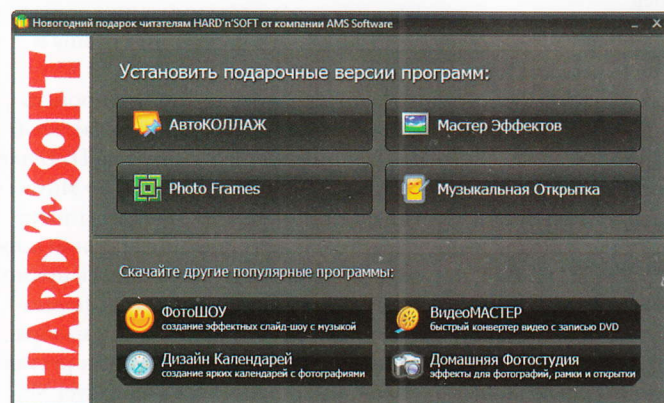 Новогодний подарок читателям HARD'n'SOFT от компании AMS Software
HARD'n'SOFT
Установить подарочные версии программ:
АвтоКОЛЛАЖ
Мастер Эффектов
Photo Frames
Музыкальная Открытка
Скачайте другие популярные программы:
ФотоШОУ
создание эффектных слайд-шоу с музыкой
ВидеоМАСТЕР
быстрый конвертер видео с записью DVD
Дизайн Календарей
создание ярких календарей с фотографиями
Домашняя Фотостудия
эффекты для фотографий, рамки и открытки